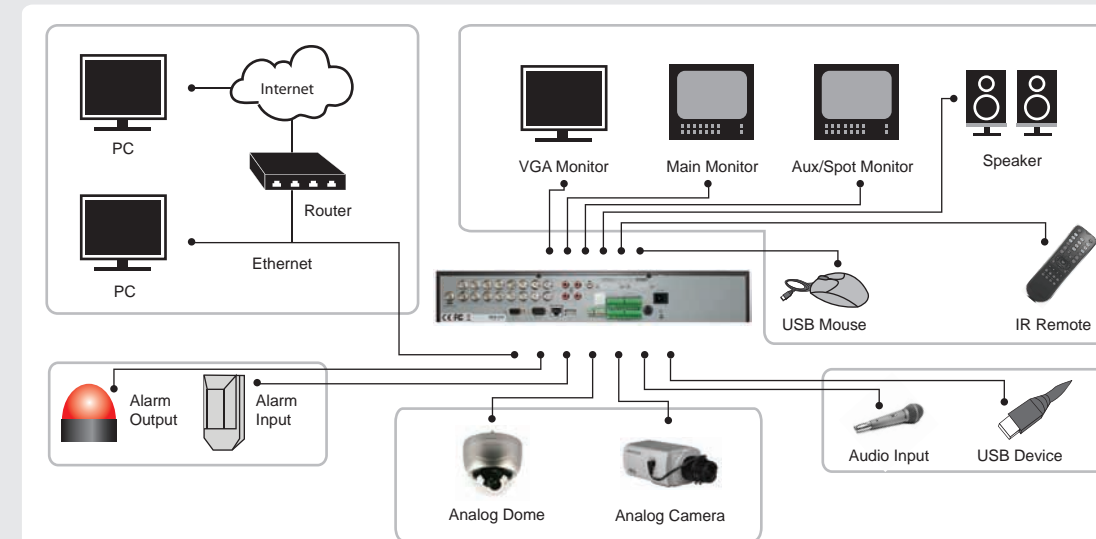 Internet
PC
Router
Ethernet
PC
VGA Monitor
Main Monitor
Aux/Spot Monitor
Speaker
USB Mouse
IR Remote
Alarm
Output
Alarm
Input
Analog Dome
Analog Camera
Audio Input
USB Device